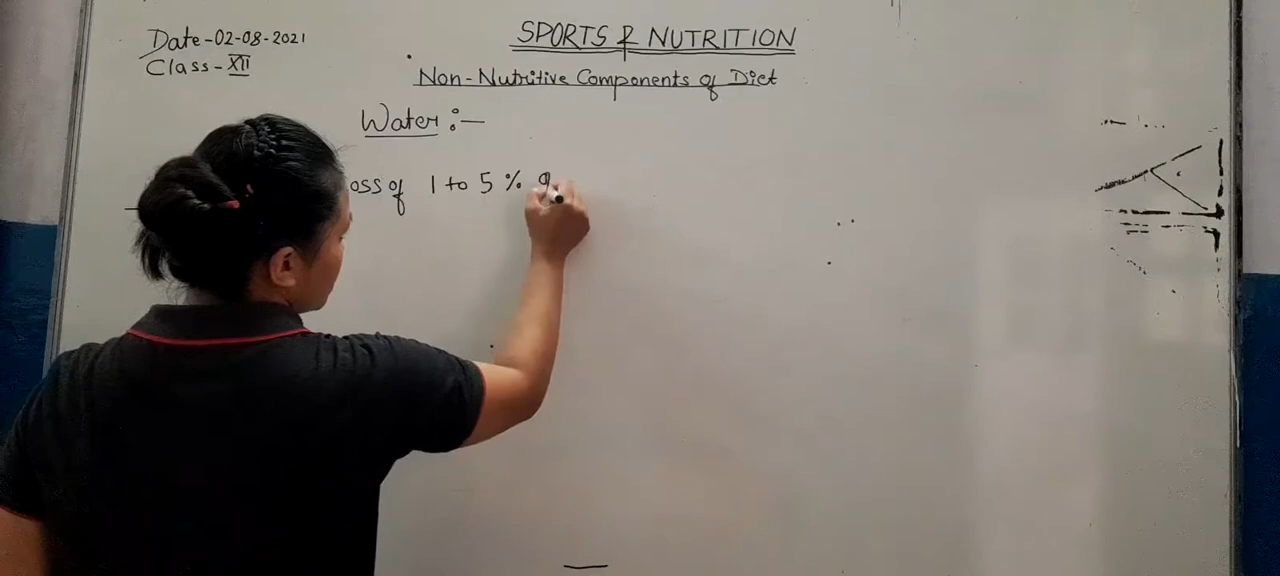 Date-02-08-2021
Class-XII
SPORTS & NUTRITION
Non-Nutritive Components of Diet
Water :-
oss of 1 to 5 %